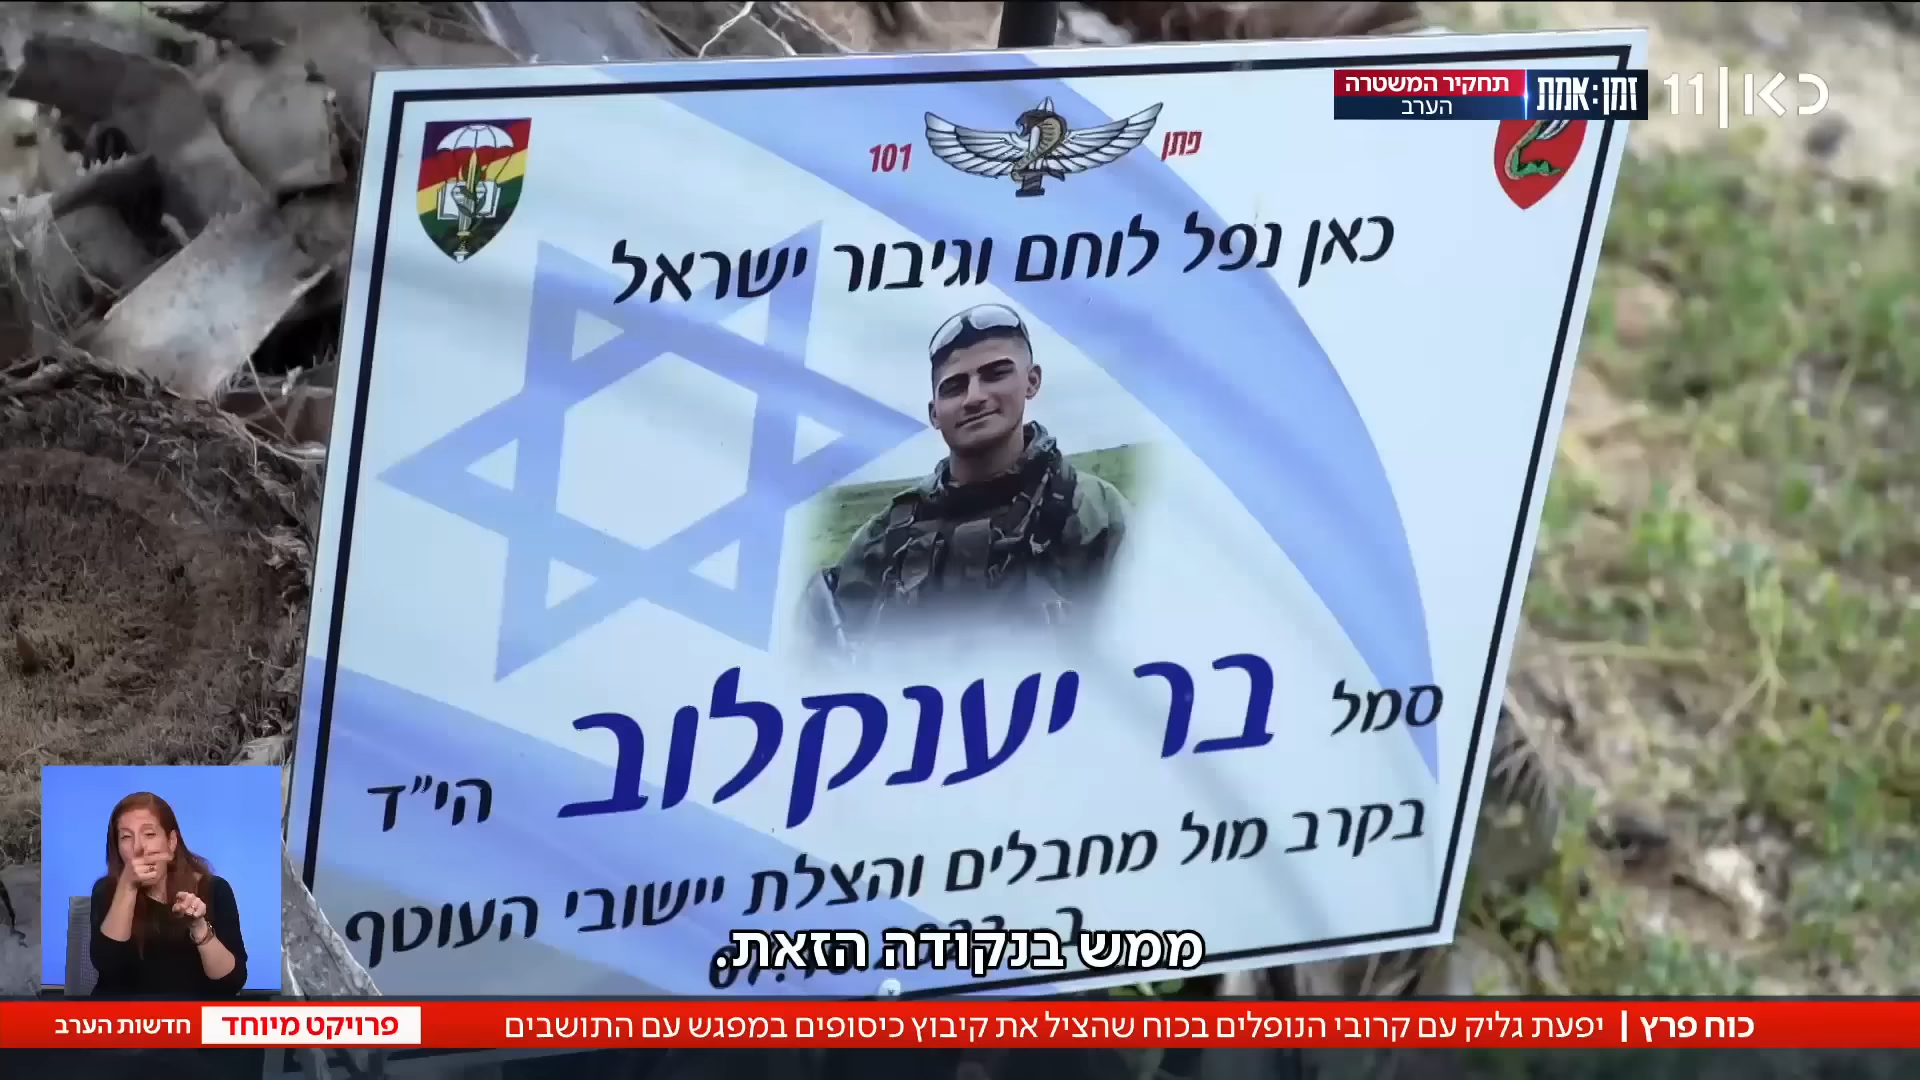 כאן 11
זמן:אמת
תחקיר המשטרה
הערב
פתן
101
כאן נפל לוחם וגיבור ישראל
סמל בר יענקלוב הי"ד
בקרב מול מחבלים והצלת יישובי העוטף
ממש בנקודה הזאת.
כוח פרץ | יפעת גליק עם קרובי הנופלים בכוח שהציל את קיבוץ כיסופים במפגש עם התושבים
פרויקט מיוחד
חדשות הערב